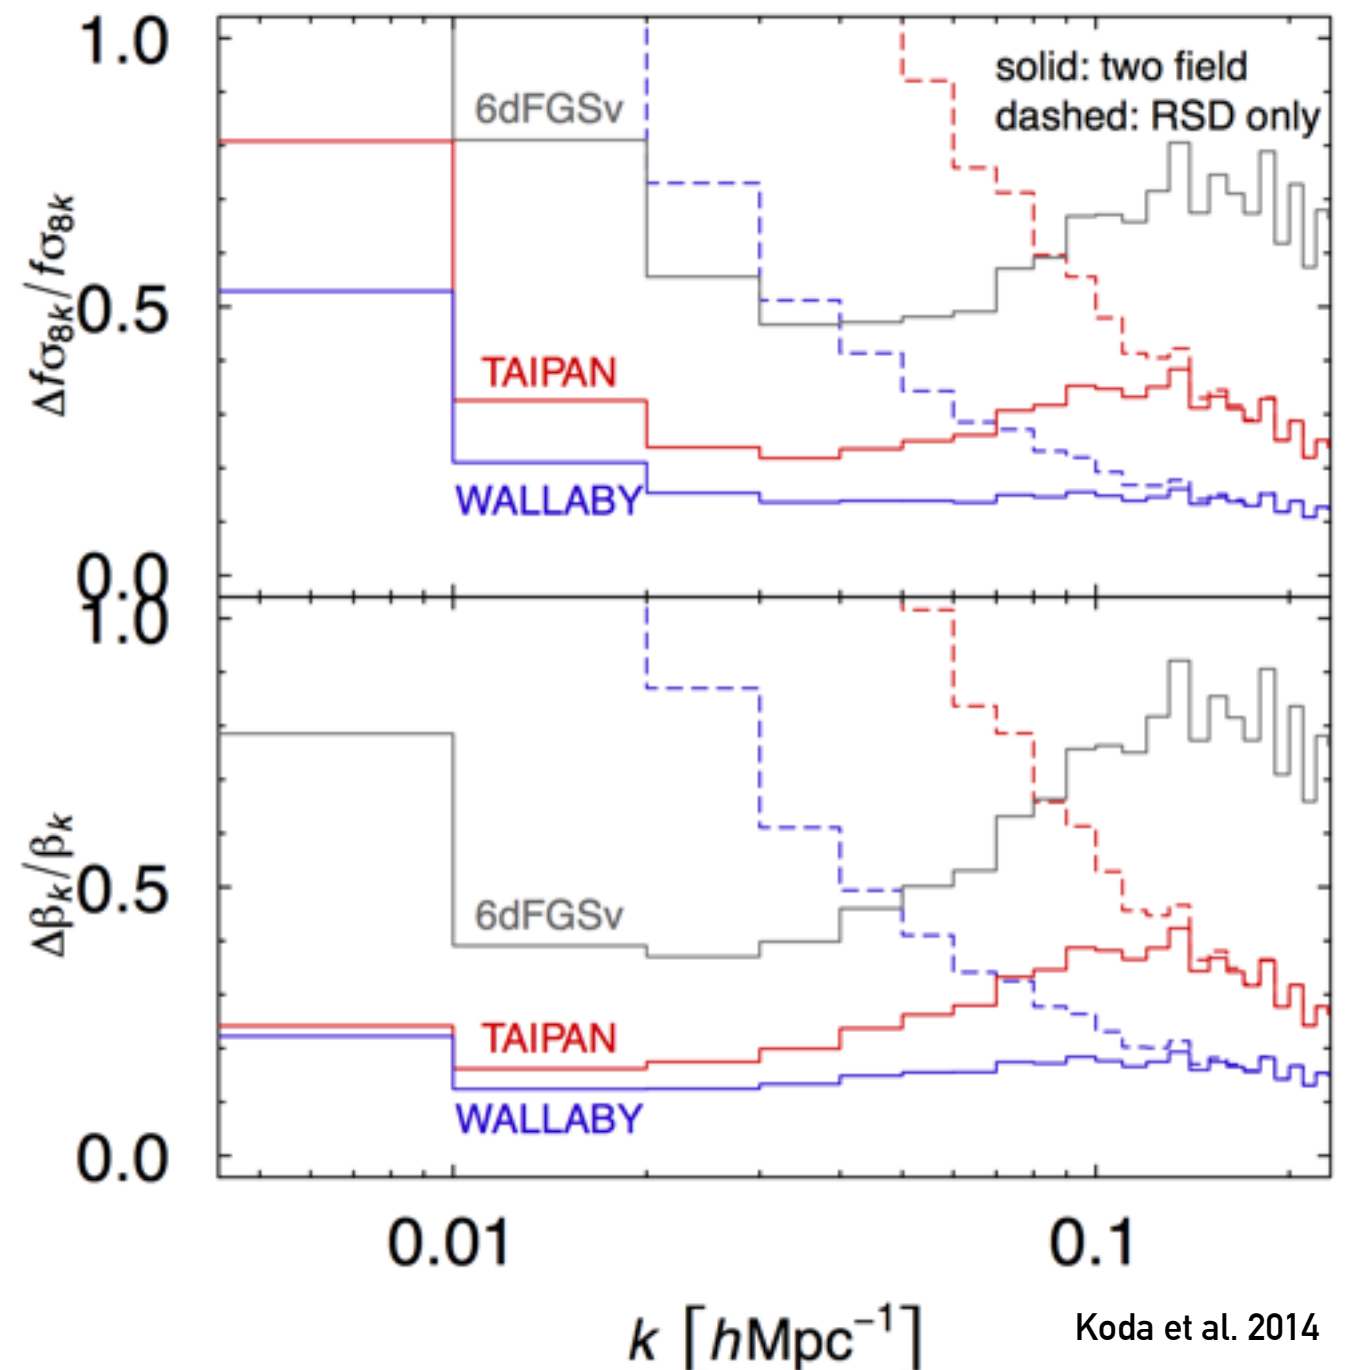 1.0
solid: two field
6dFGSv
dashed: RSD only
Δfσ8k/fσ8k
0.5
TAIPAN
WALLABY
0.0
1.0
Δβk/βk
0.5
6dFGSv
TAIPAN
WALLABY
0.0
0.01
0.1
k [hMpc⁻¹]
Koda et al. 2014